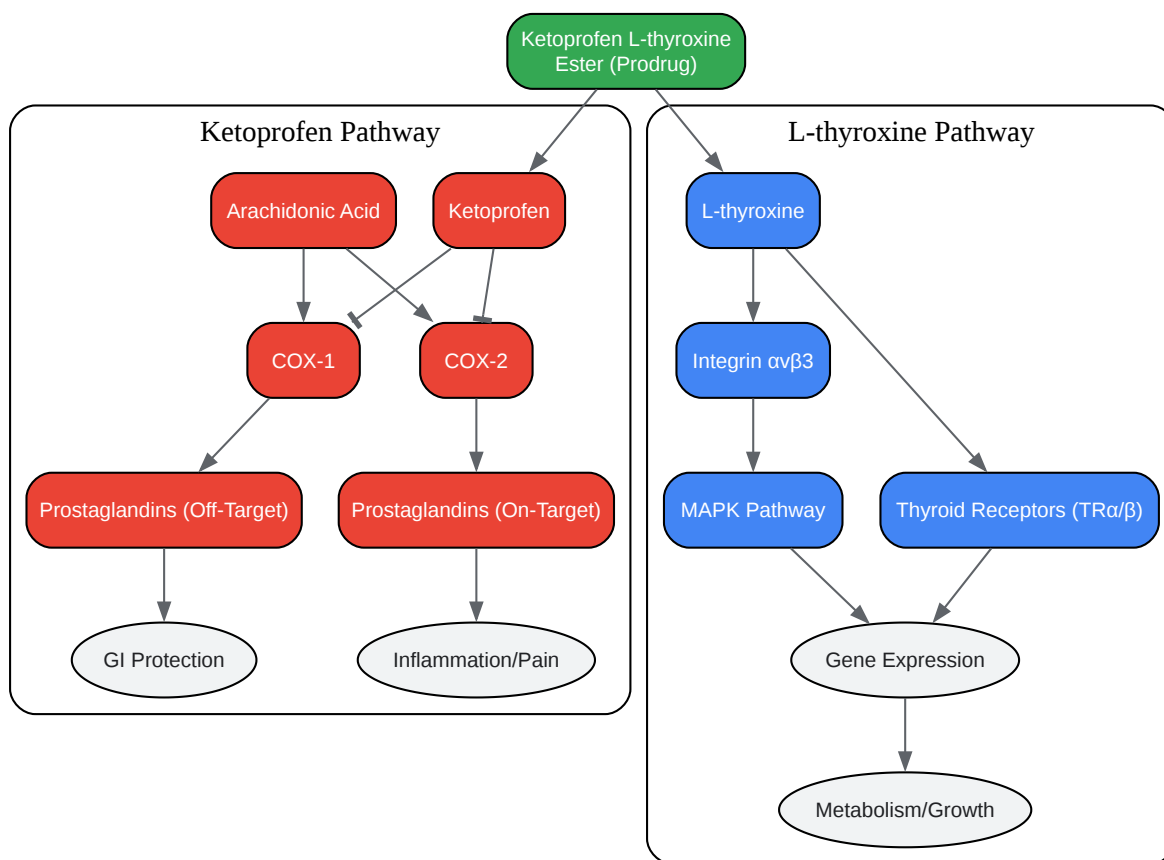 Ketoprofen L-thyroxine
Ester (Prodrug)
Ketoprofen Pathway
L-thyroxine Pathway
Arachidonic Acid
Ketoprofen
L-thyroxine
COX-1
COX-2
Integrin αvβ3
Prostaglandins (Off-Target)
Prostaglandins (On-Target)
MAPK Pathway
Thyroid Receptors (TRα/β)
GI Protection
Inflammation/Pain
Gene Expression
Metabolism/Growth